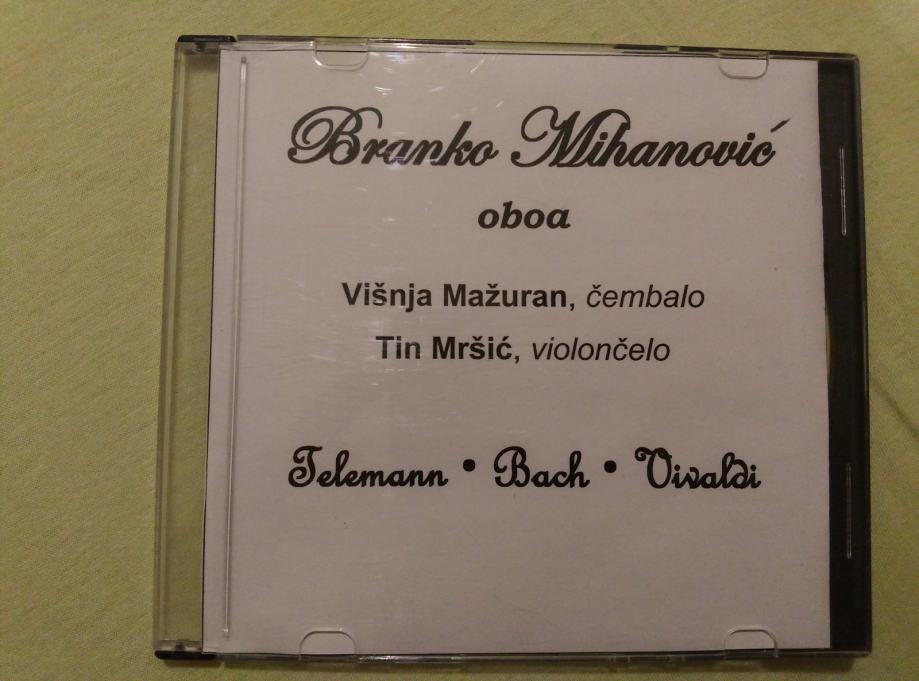 Branko Mihanović
oboa
Višnja Mažuran, čembalo
Tin Mršić, violončelo
Telemann • Bach • Vivaldi